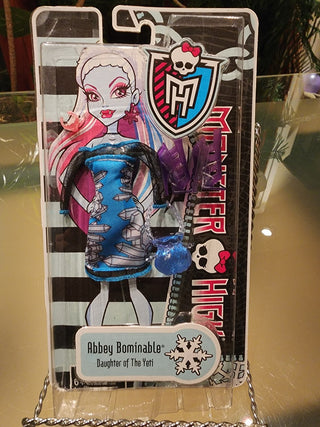 M
MONSTER HIGH
Abbey Bominable
Daughter of The Yeti